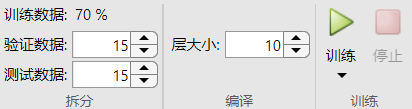 训练数据: 70 %
验证数据: 15
测试数据: 15
拆分
层大小: 10
编译
训练
停止
训练